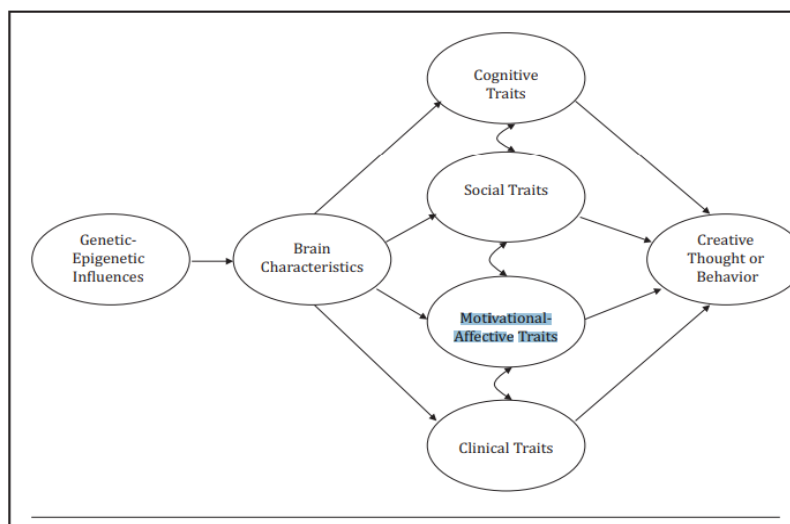 Cognitive
Traits
Social Traits
Genetic-
Epigenetic
Influences
Brain
Characteristics
Creative
Thought or
Behavior
Motivational-
Affective Traits
Clinical Traits